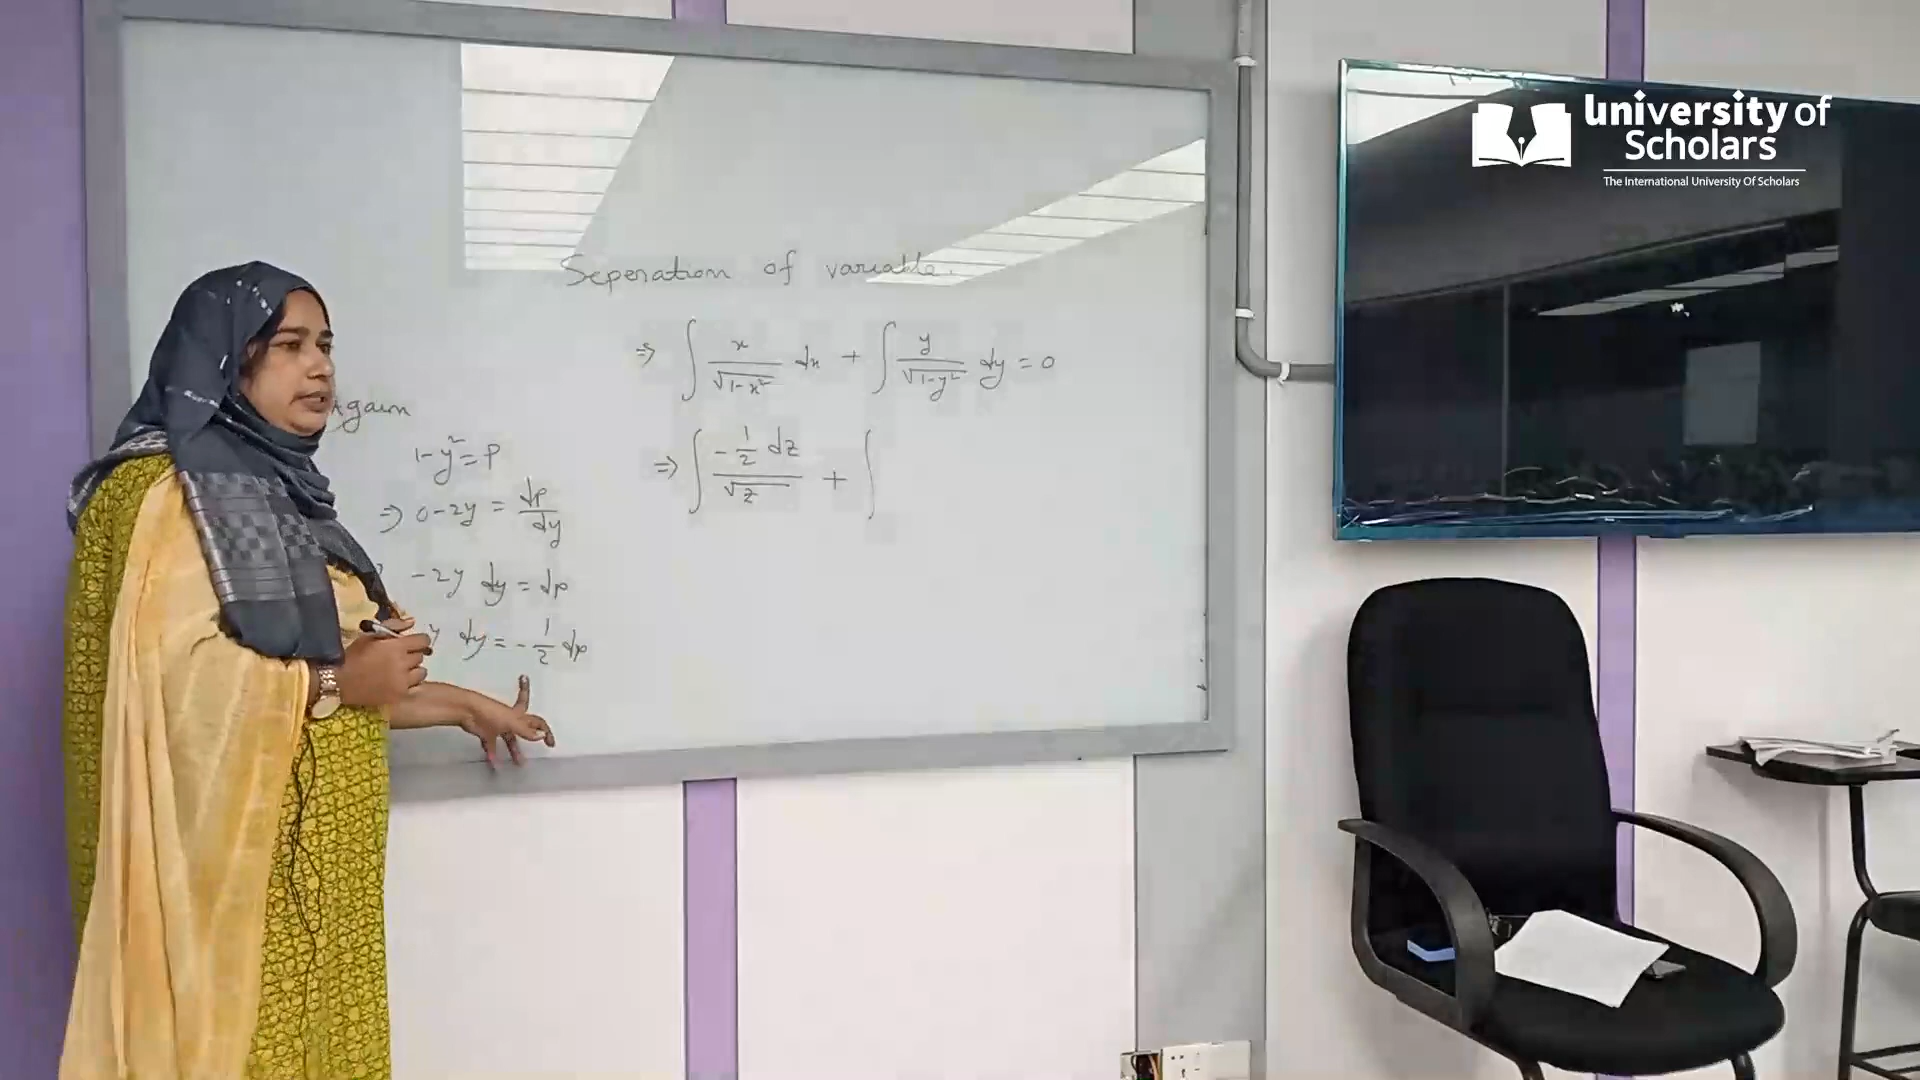 University of
Scholars
The International University Of Scholars
Seperation of variable.
⇒ ∫ x/√(1-x²) dx + ∫ y/√(1-y²) dy = 0
⇒ ∫ (-1/2 dz)/√z + ∫
Again
1-y² = p
⇒ 0-2y = dp/dy
-2y dy = dp
y dy = -1/2 dp